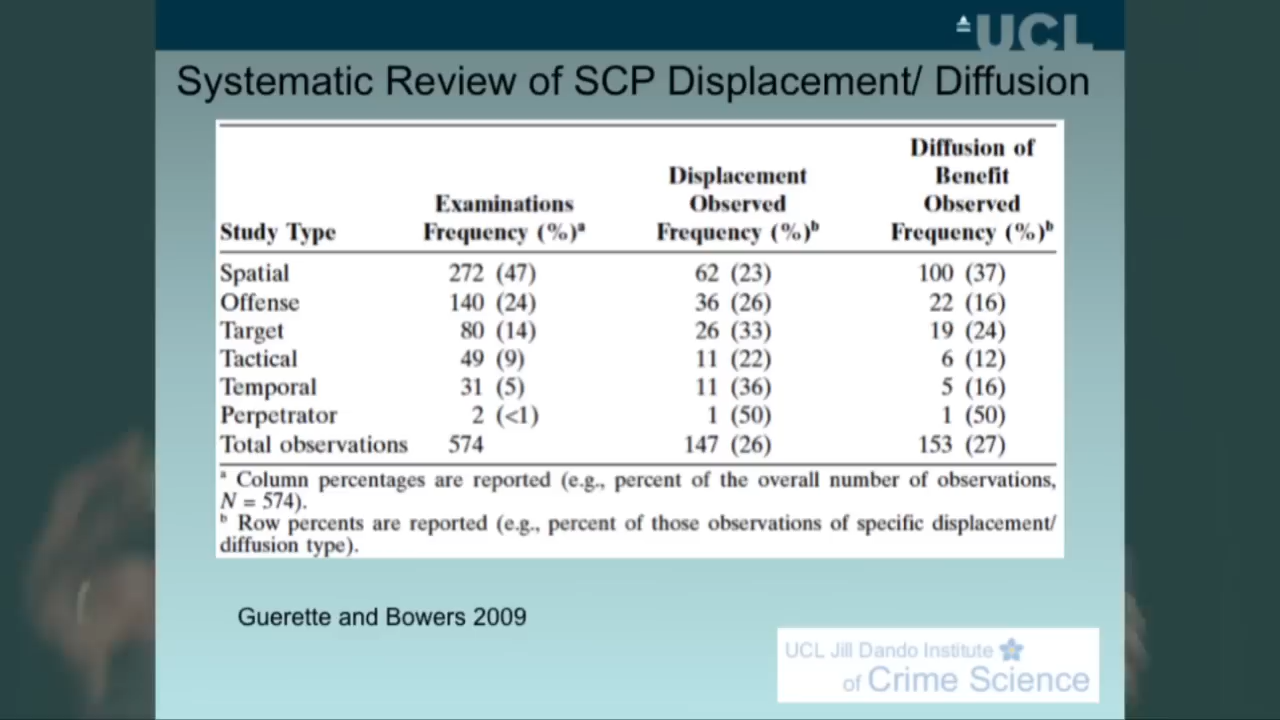 UCL
Systematic Review of SCP Displacement/ Diffusion
Diffusion of
Displacement Benefit
Examinations Observed Observed
Study Type Frequency (%)ᵃ Frequency (%)ᵇ Frequency (%)ᵇ
Spatial 272 (47) 62 (23) 100 (37)
Offense 140 (24) 36 (26) 22 (16)
Target 80 (14) 26 (33) 19 (24)
Tactical 49 (9) 11 (22) 6 (12)
Temporal 31 (5) 11 (36) 5 (16)
Perpetrator 2 (<1) 1 (50) 1 (50)
Total observations 574 147 (26) 153 (27)
ᵃ Column percentages are reported (e.g., percent of the overall number of observations,
N = 574).
ᵇ Row percents are reported (e.g., percent of those observations of specific displacement/
diffusion type).
Guerette and Bowers 2009
UCL Jill Dando Institute
of Crime Science